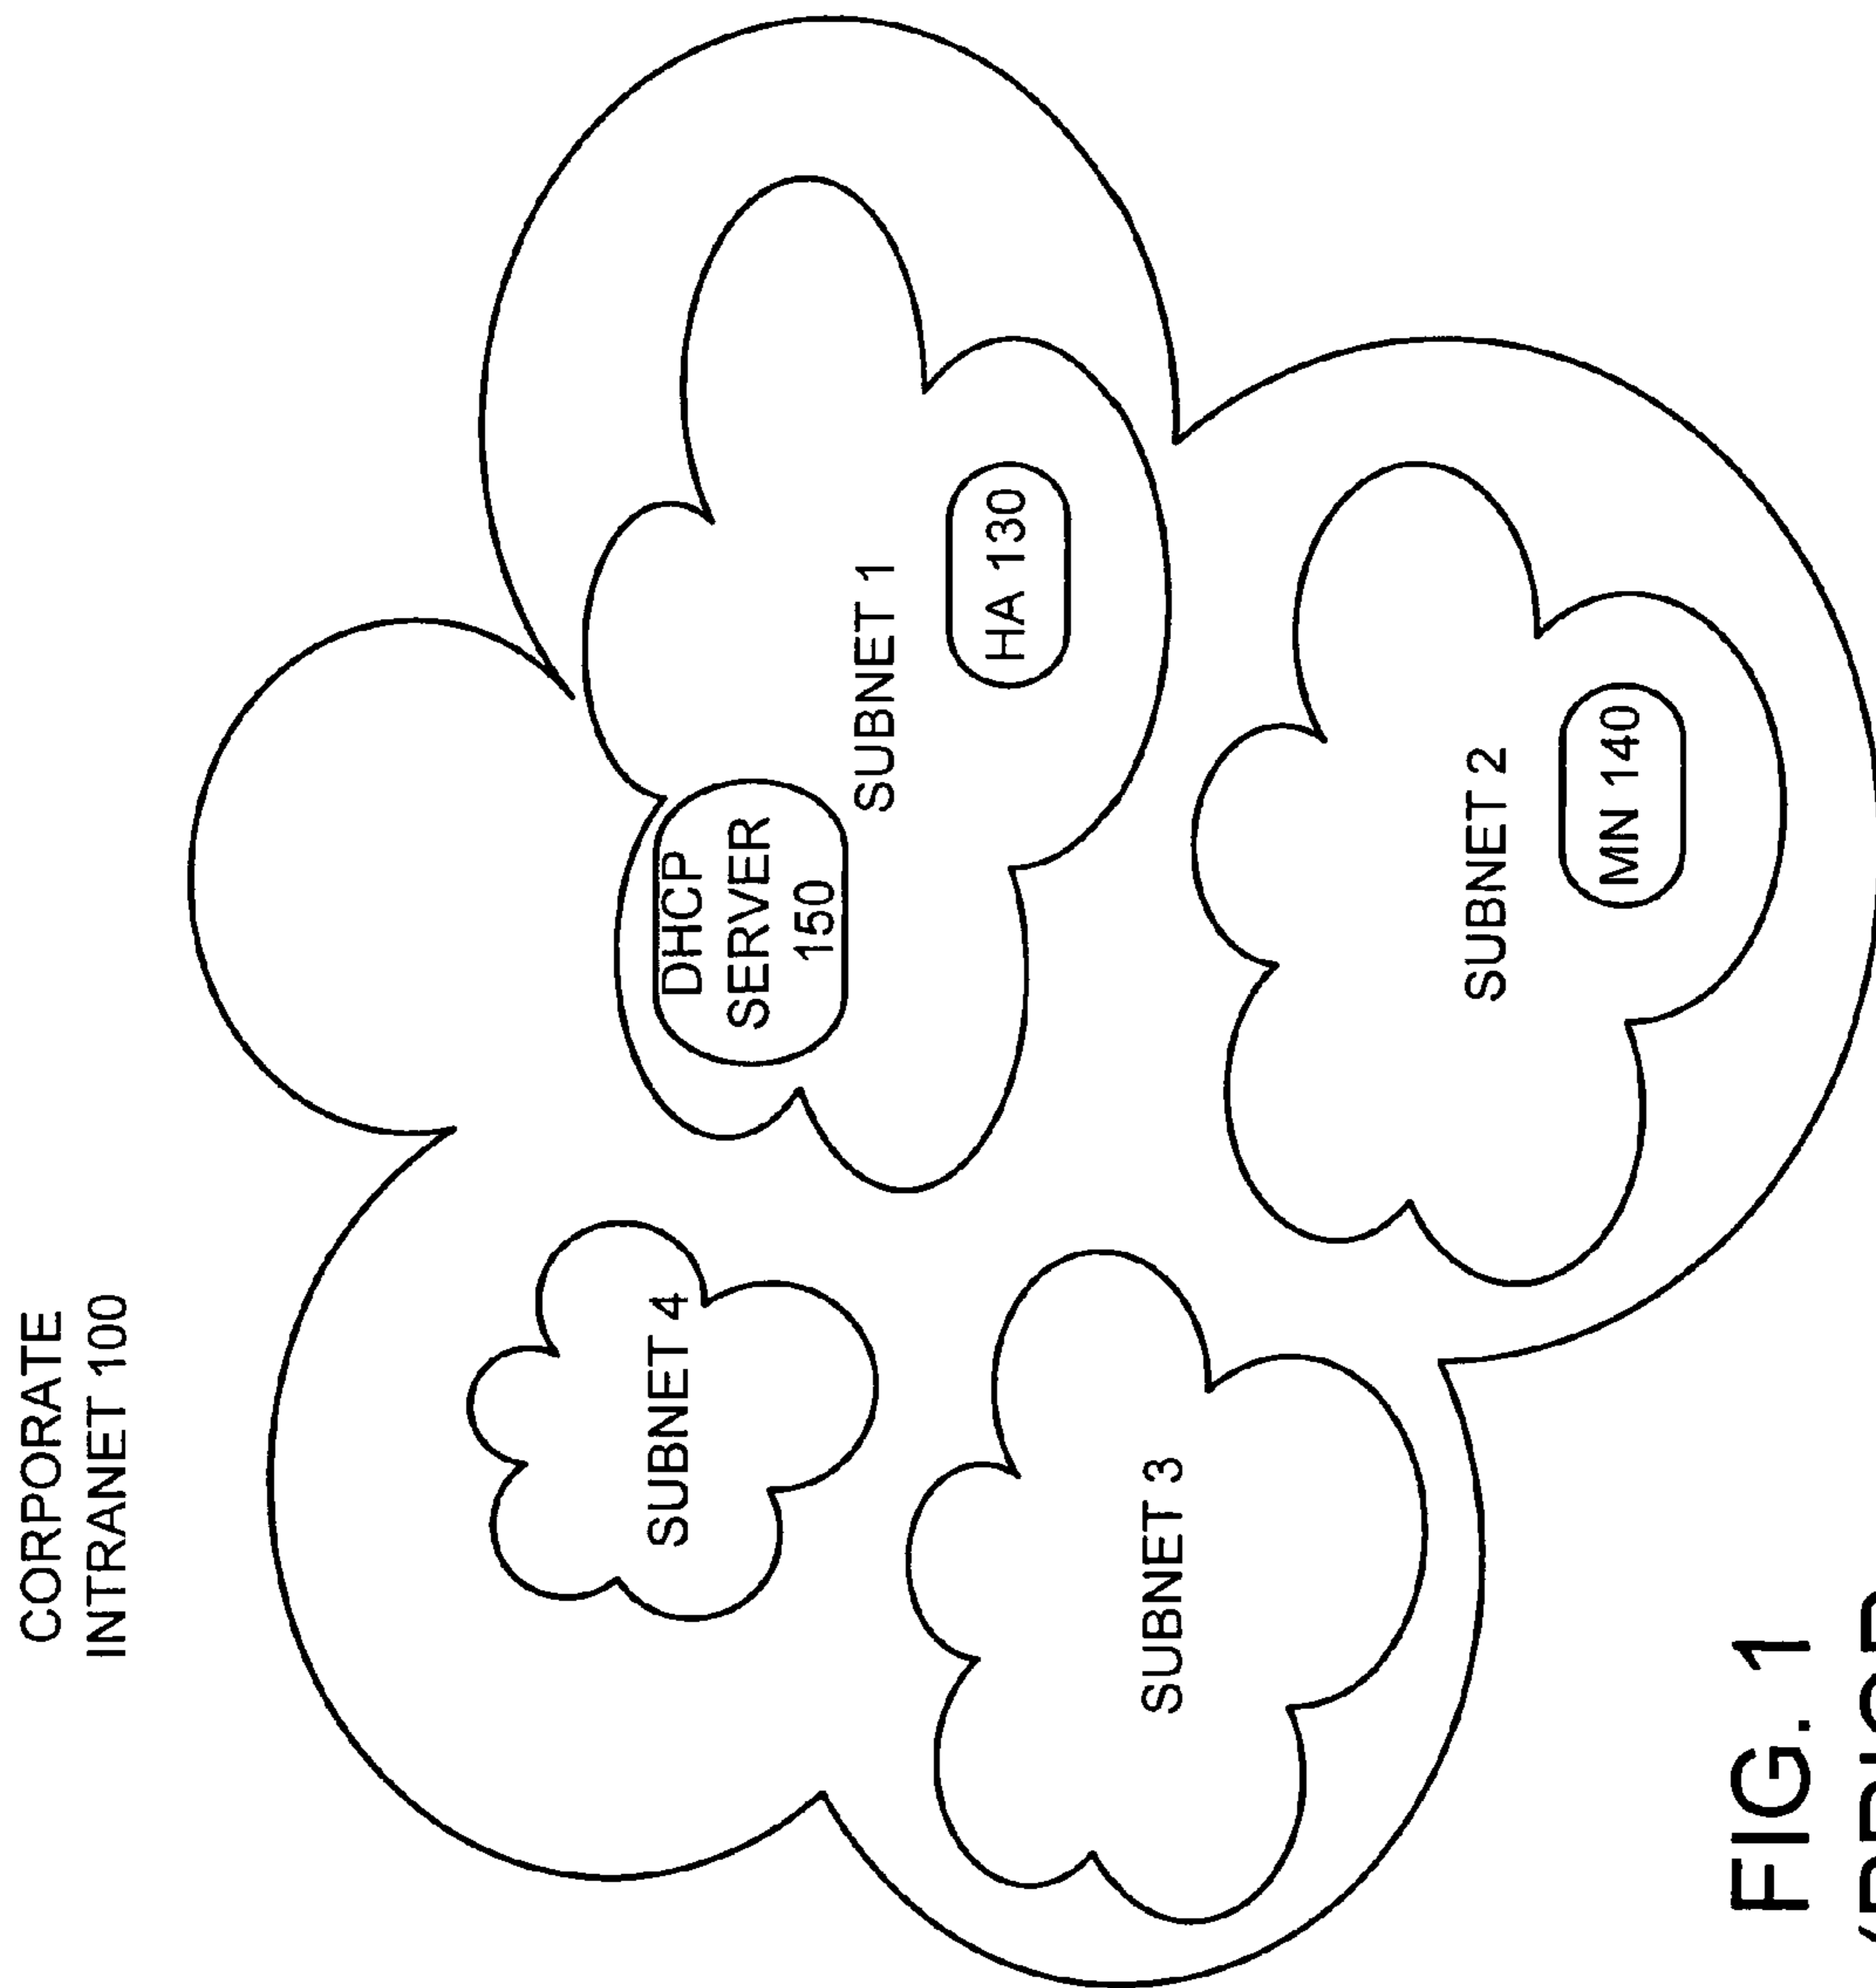 CORPORATE
INTRANET 100
SUBNET 4
DHCP
SERVER
150
SUBNET 1
HA 130
SUBNET 3
SUBNET 2
MN 140
FIG. 1